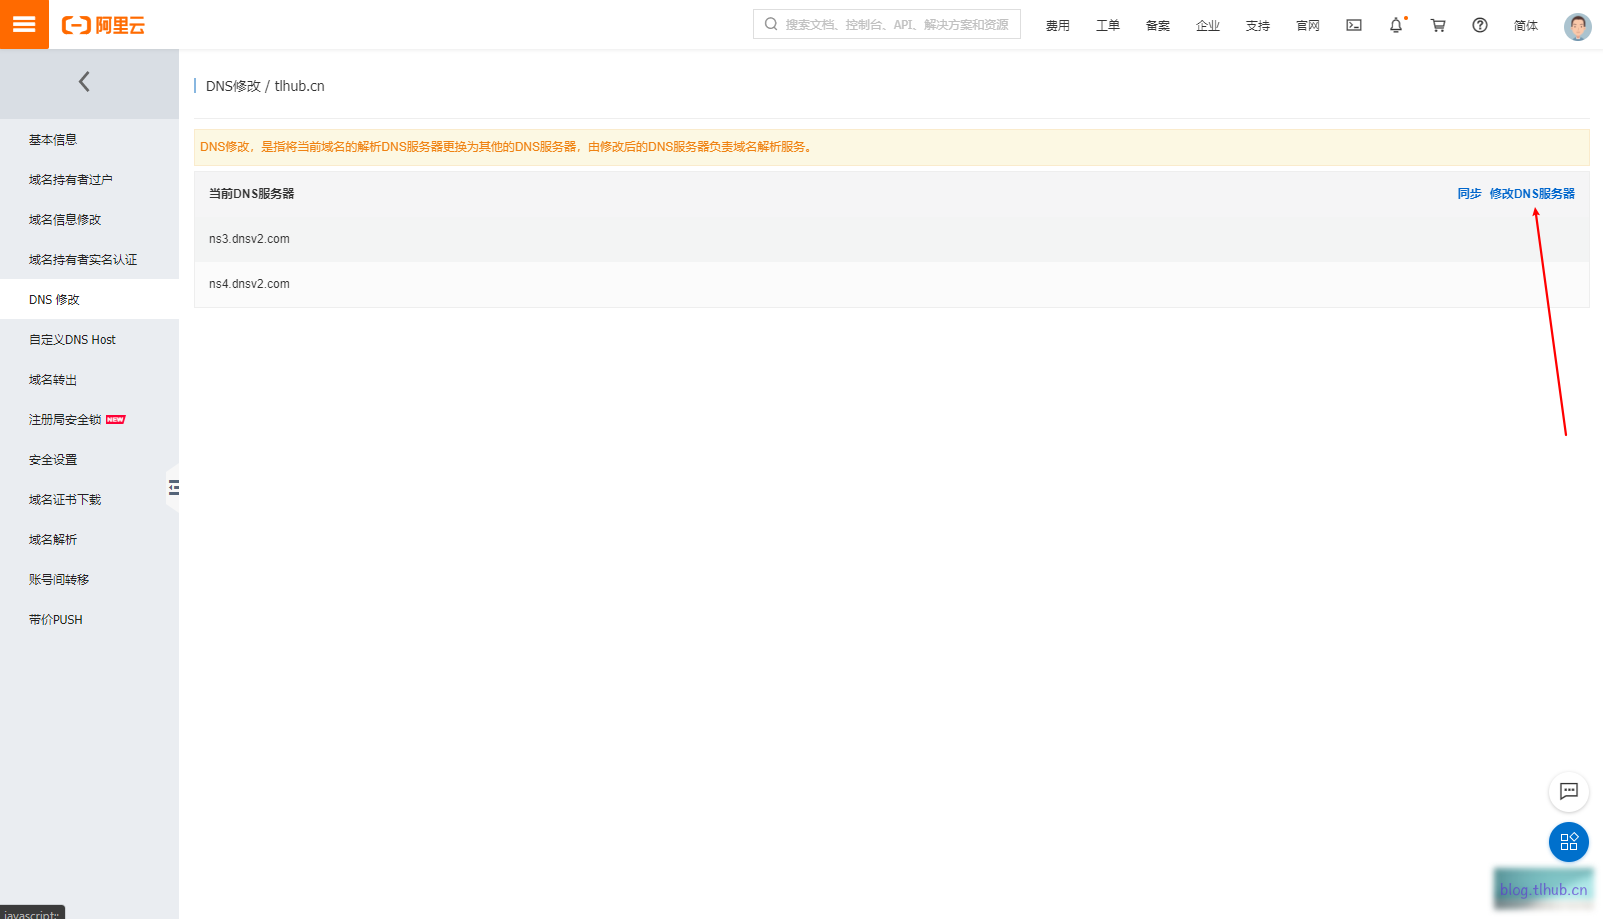 阿里云
搜索文档、控制台、API、解决方案和资源
费用 工单 备案 企业 支持 官网 简体
DNS修改 / tlhub.cn
DNS修改，是指将当前域名的解析DNS服务器更换为其他的DNS服务器，由修改后的DNS服务器负责域名解析服务。
当前DNS服务器 同步 修改DNS服务器
ns3.dnsv2.com
ns4.dnsv2.com
基本信息
域名持有者过户
域名信息修改
域名持有者实名认证
DNS 修改
自定义DNS Host
域名转出
注册局安全锁 NEW
安全设置
域名证书下载
域名解析
账号间转移
带价PUSH
blog.tlhub.cn
javascript:;